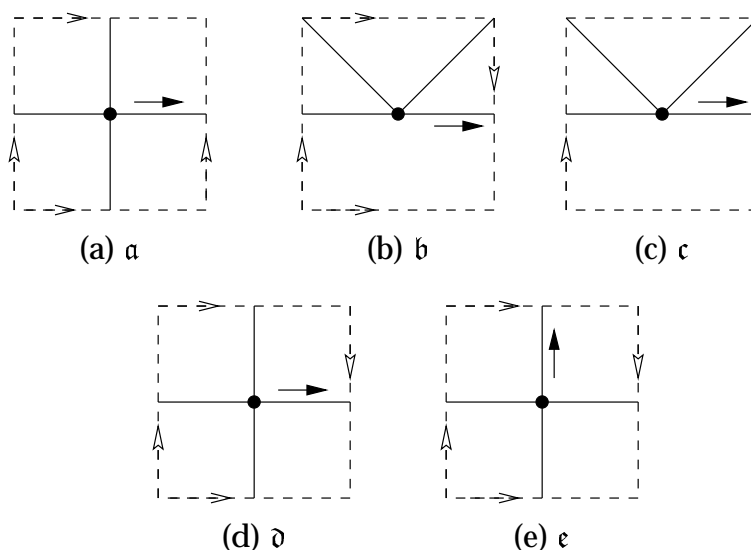 (a) 𝔞
(b) 𝔟
(c) 𝔠
(d) 𝔡
(e) 𝔢